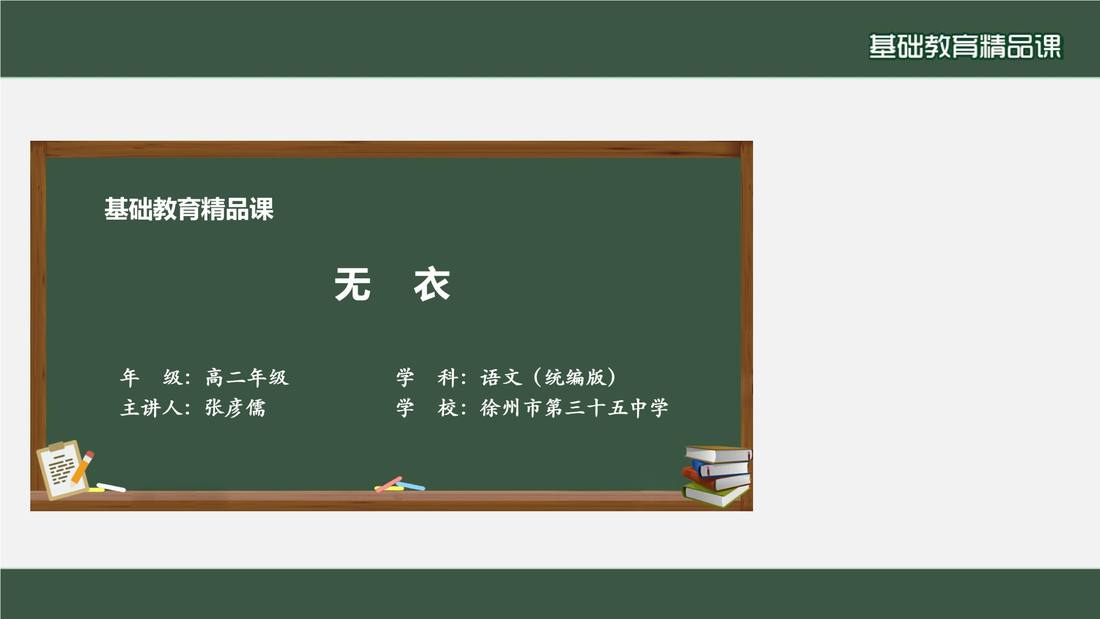 基础教育精品课
基础教育精品课
无 衣
年 级：高二年级 学 科：语文（统编版）
主讲人：张彦儒 学 校：徐州市第三十五中学